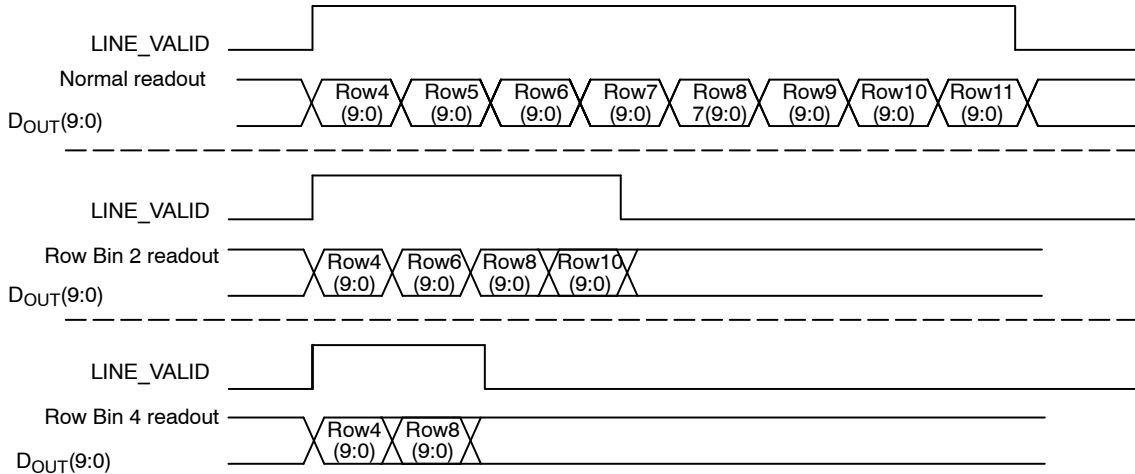 LINE_VALID
Normal readout
Row4 Row5 Row6 Row7 Row8 Row9 Row10 Row11
(9:0) (9:0) (9:0) (9:0) 7(9:0) (9:0) (9:0) (9:0)
DOUT(9:0)
LINE_VALID
Row Bin 2 readout
Row4 Row6 Row8 Row10
(9:0) (9:0) (9:0) (9:0)
DOUT(9:0)
LINE_VALID
Row Bin 4 readout
Row4 Row8
(9:0) (9:0)
DOUT(9:0)